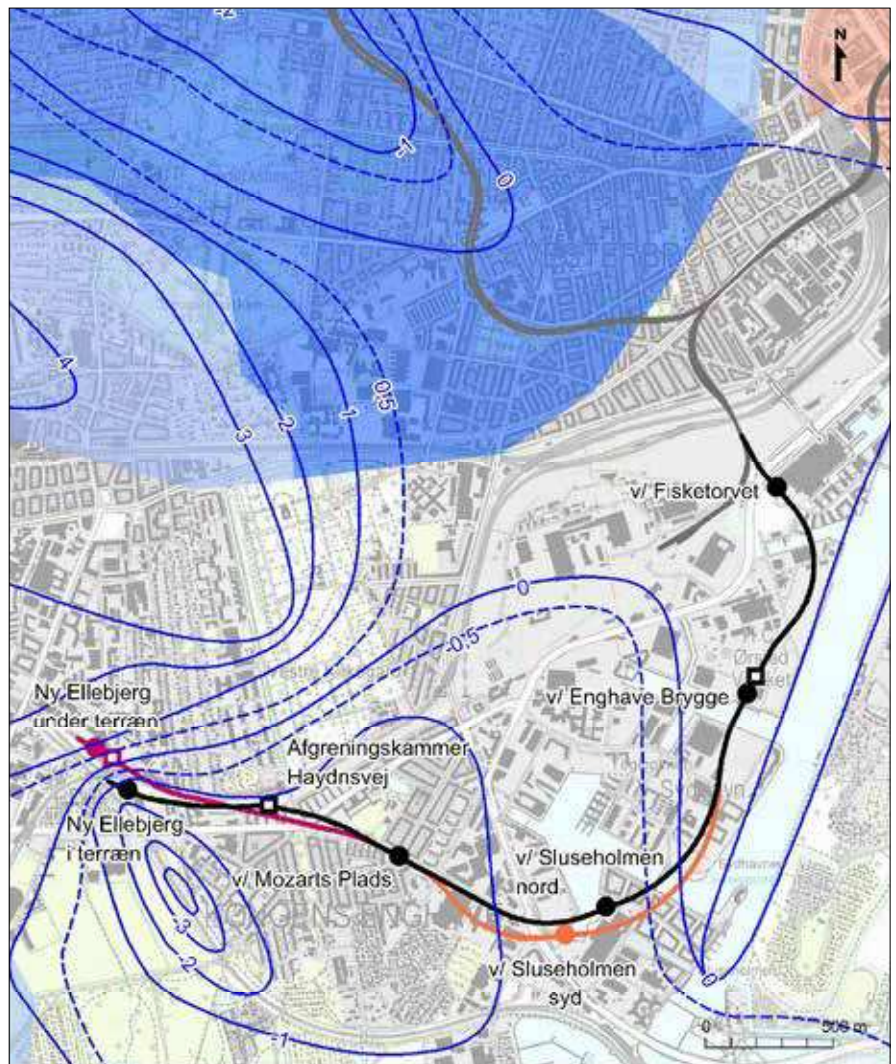 -2
N
-1
0
4
3
2
1
0,5
v/ Fisketorvet
0
-0,5
Ny Ellebjerg
under terræn
v/ Enghave Brygge
Afgreningskammer
Haydnsvej
Ny Ellebjerg
i terræn
v/ Mozarts Plads
v/ Sluseholmen
nord
-3
-2
v/ Sluseholmen
syd
0
-1
0 500 m